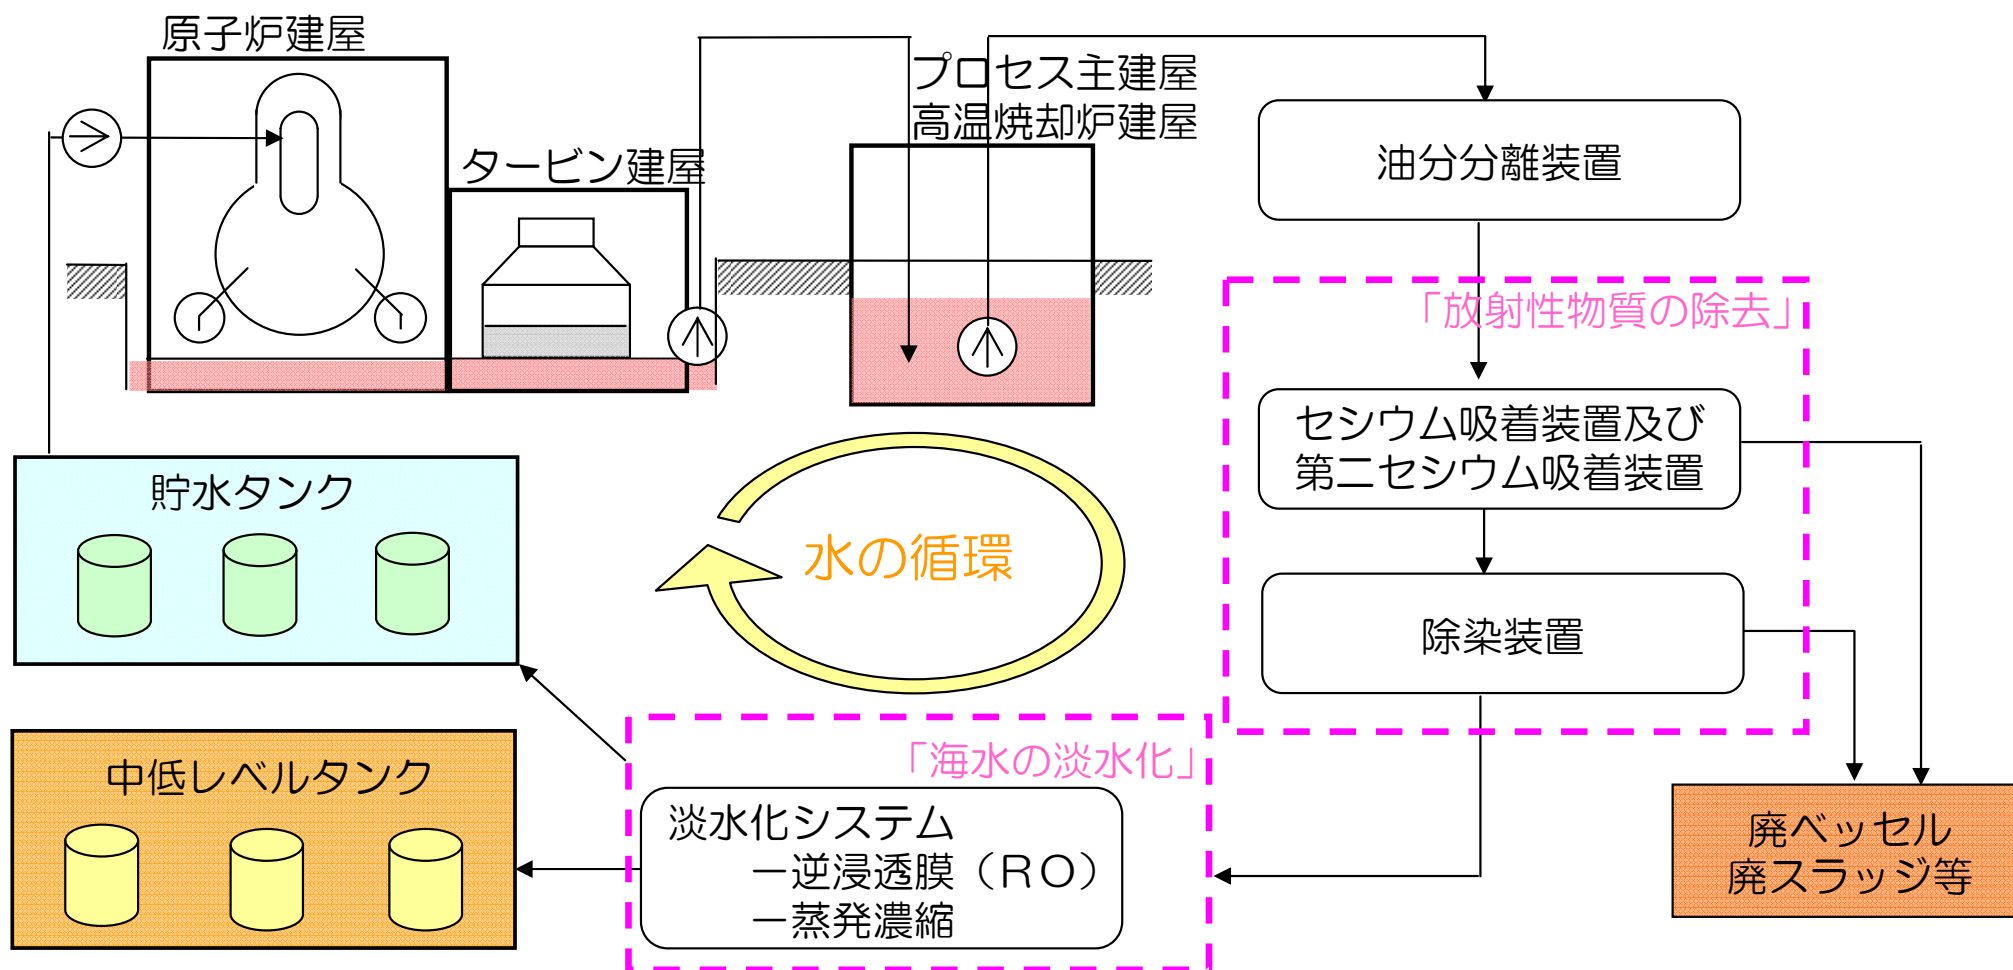 原子炉建屋
タービン建屋
プロセス主建屋
高温焼却炉建屋
油分分離装置
「放射性物質の除去」
セシウム吸着装置及び
第二セシウム吸着装置
除染装置
貯水タンク
水の循環
中低レベルタンク
「海水の淡水化」
淡水化システム
－逆浸透膜（ＲＯ）
－蒸発濃縮
廃ベッセル
廃スラッジ等